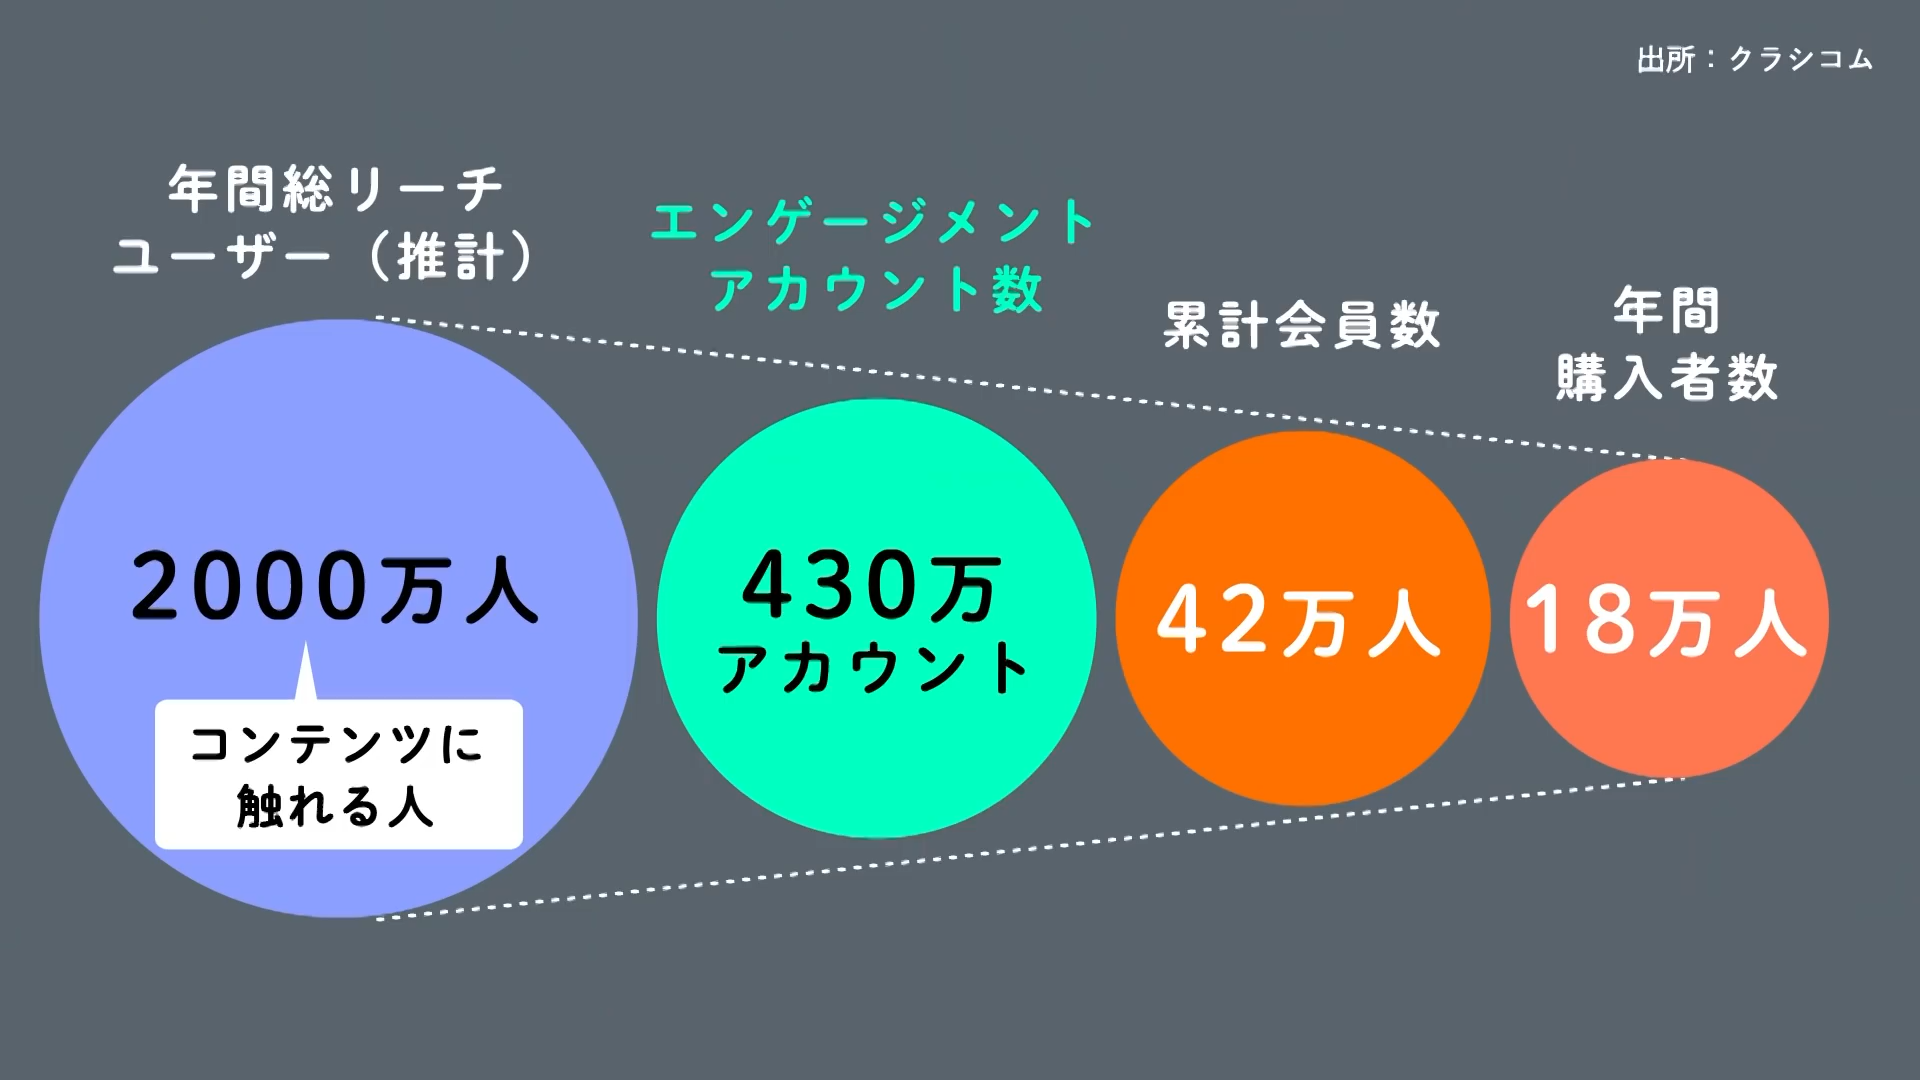 出所：クラシコム
年間総リーチ
ユーザー（推計）
2000万人
コンテンツに
触れる人
エンゲージメント
アカウント数
430万
アカウント
累計会員数
42万人
年間
購入者数
18万人